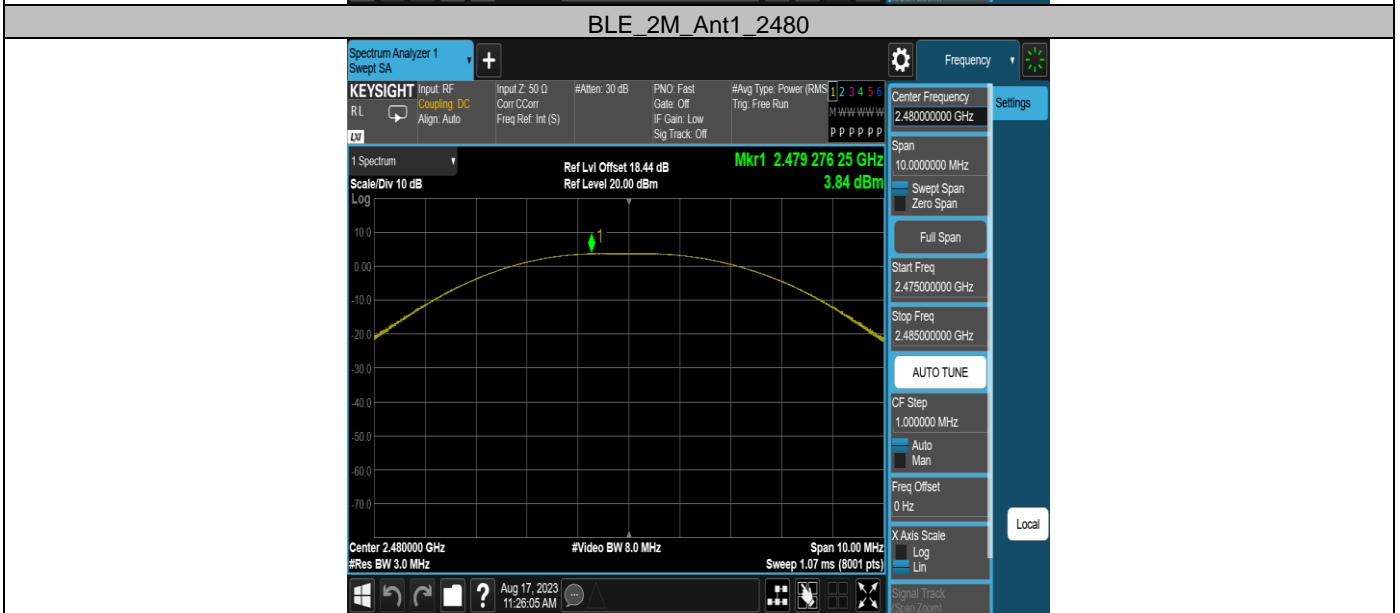 BLE_2M_Ant1_2480
Spectrum Analyzer 1
Swept SA
+
Frequency
KEYSIGHT
RL
LXI
Input: RF
Coupling: DC
Align: Auto
Input Z: 50 Ω
Corr CCorr
Freq Ref: Int (S)
#Atten: 30 dB
PNO: Fast
Gate: Off
IF Gain: Low
Sig Track: Off
#Avg Type: Power (RMS
Trig: Free Run
1 2 3 4 5 6
M W W W W W
P P P P P P
1 Spectrum
Scale/Div 10 dB
Log
Ref Lvl Offset 18.44 dB
Ref Level 20.00 dBm
Mkr1 2.479 276 25 GHz
3.84 dBm
1
10.0
0.00
-10.0
-20.0
-30.0
-40.0
-50.0
-60.0
-70.0
Center 2.480000 GHz
#Res BW 3.0 MHz
#Video BW 8.0 MHz
Span 10.00 MHz
Sweep 1.07 ms (8001 pts)
?
Aug 17, 2023
11:26:05 AM
Center Frequency
2.480000000 GHz
Span
10.0000000 MHz
Swept Span
Zero Span
Full Span
Start Freq
2.475000000 GHz
Stop Freq
2.485000000 GHz
AUTO TUNE
CF Step
1.000000 MHz
Auto
Man
Freq Offset
0 Hz
X Axis Scale
Log
Lin
Signal Track
(Span Zoom)
Settings
Local